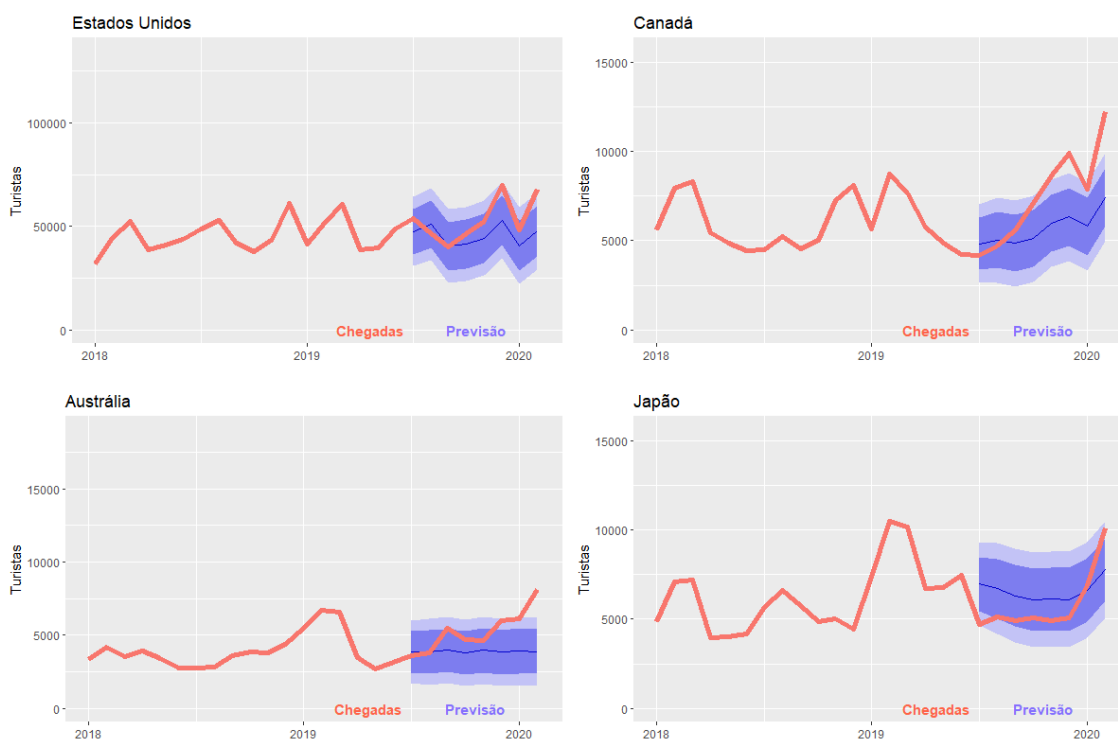 Estados Unidos
Turistas
100000
50000
0
Chegadas Previsão
2018 2019 2020
Canadá
Turistas
15000
10000
5000
0
Chegadas Previsão
2018 2019 2020
Austrália
Turistas
15000
10000
5000
0
Chegadas Previsão
2018 2019 2020
Japão
Turistas
15000
10000
5000
0
Chegadas Previsão
2018 2019 2020